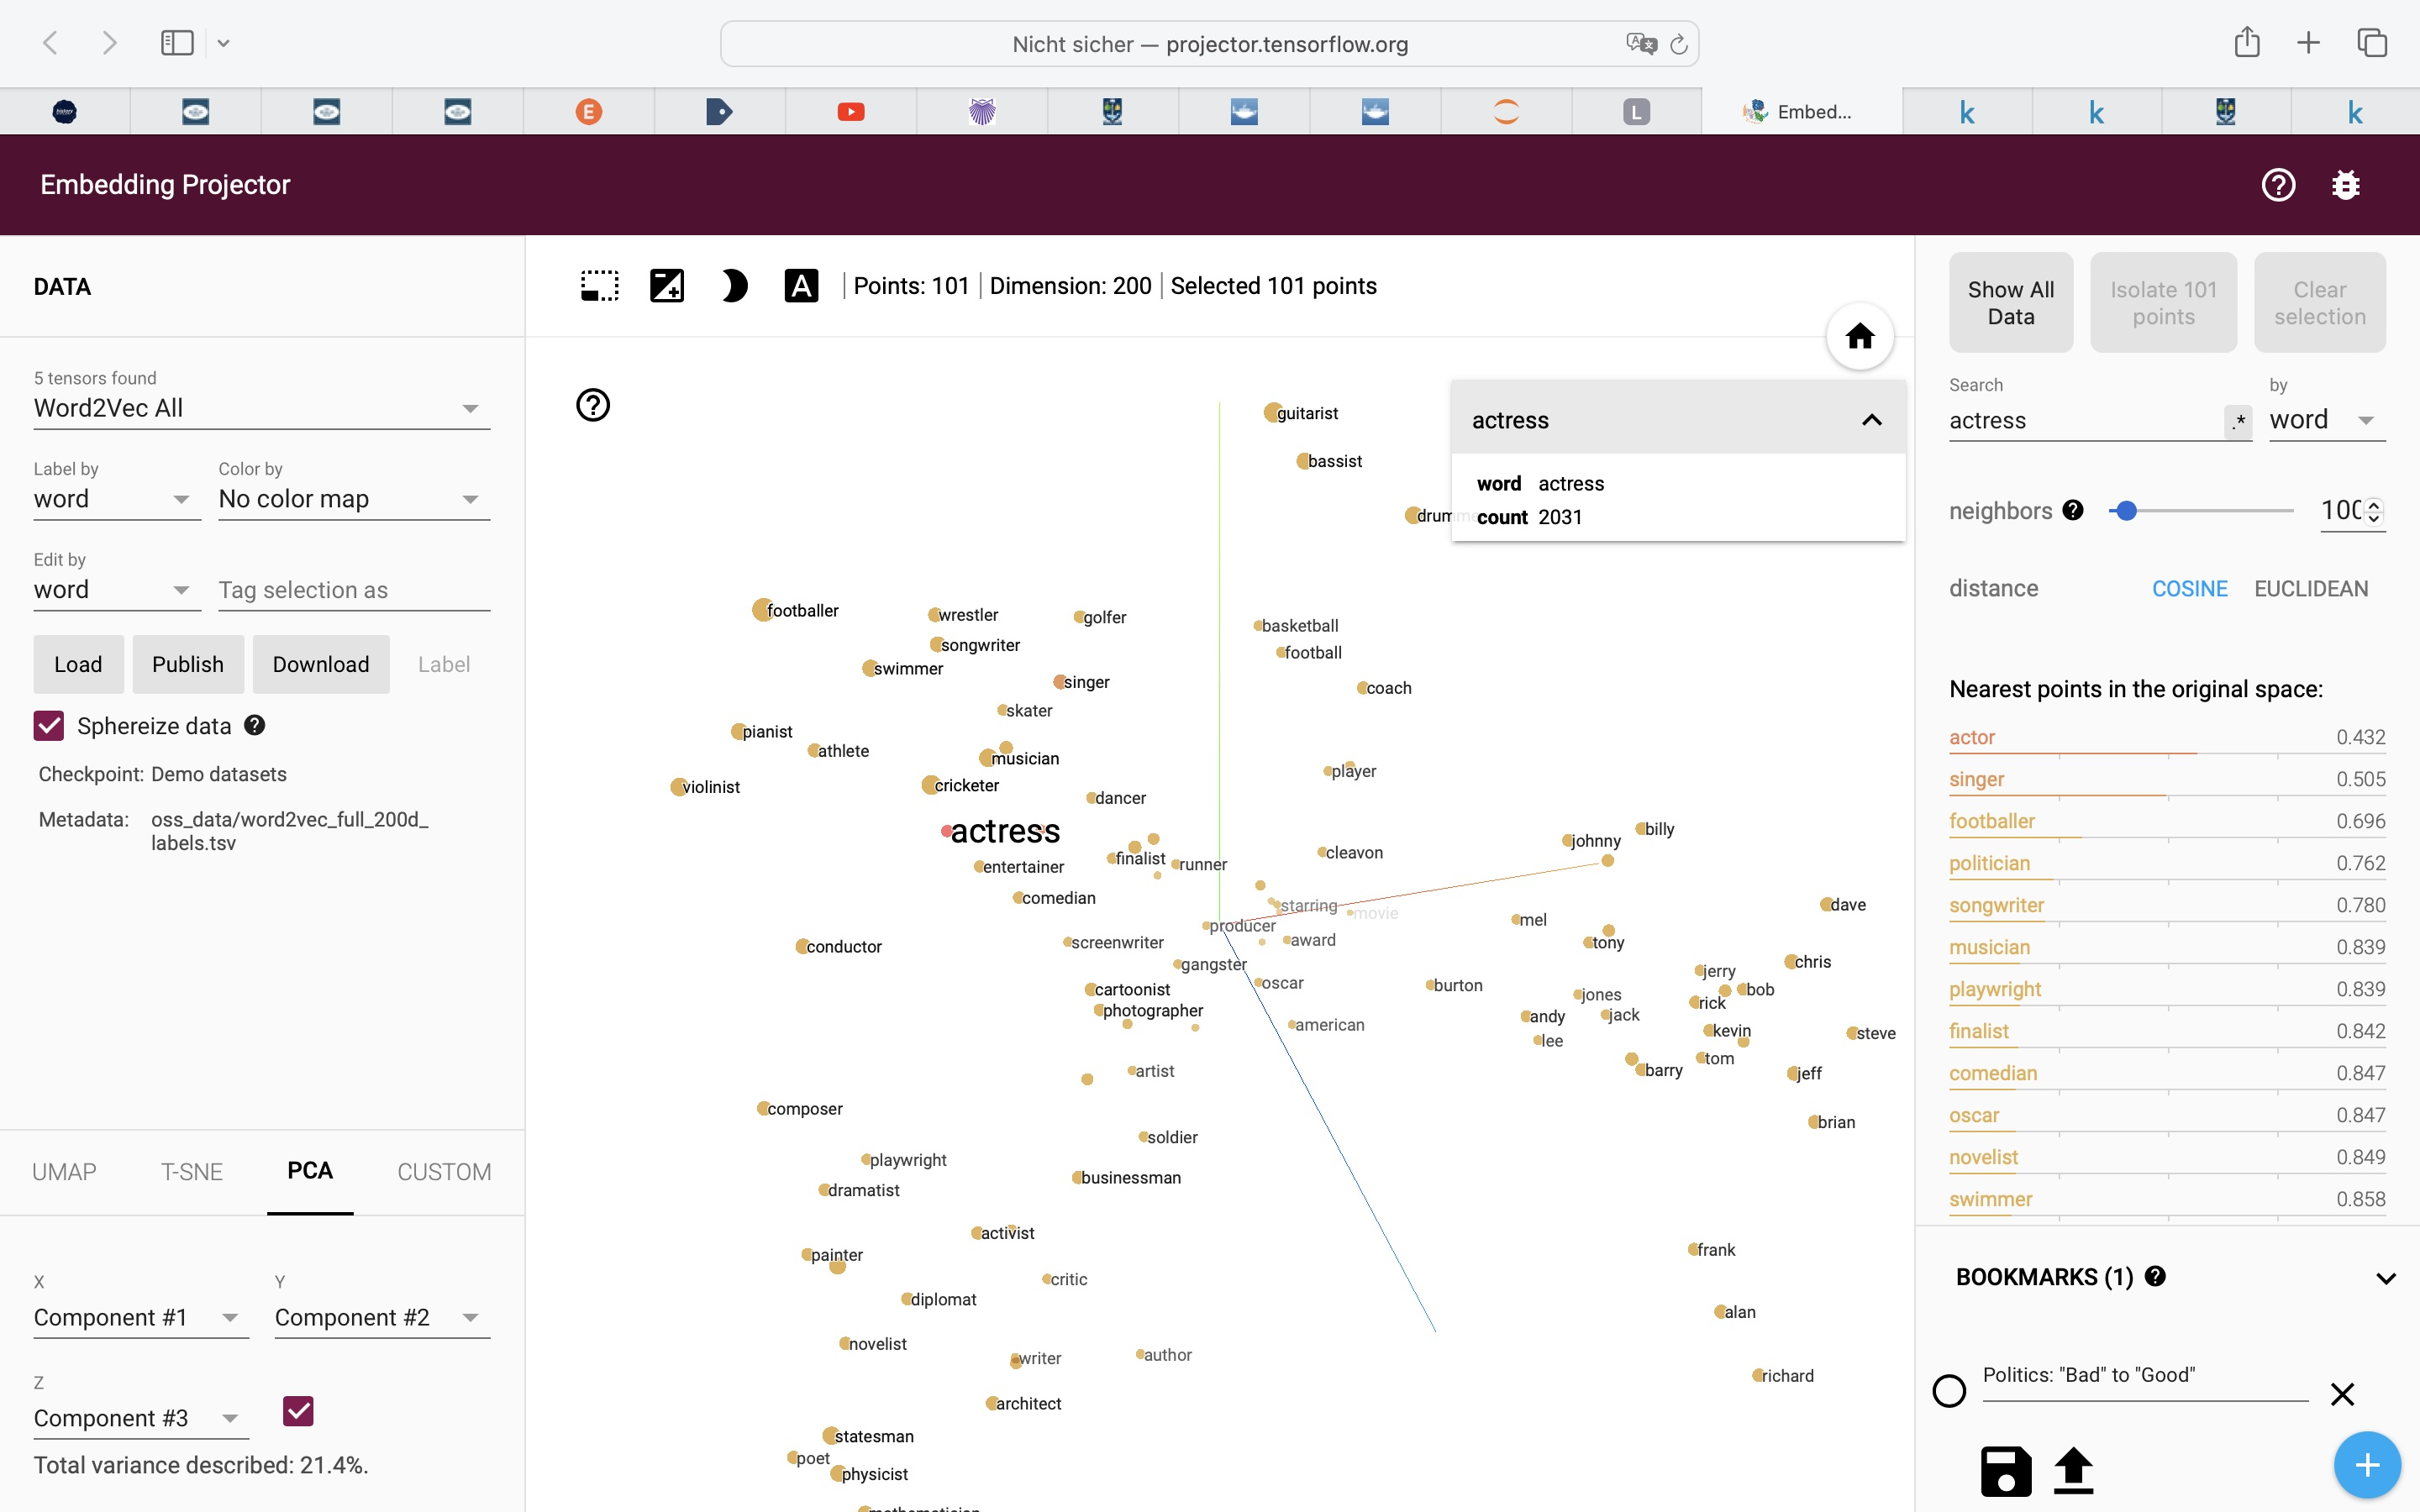 Nicht sicher — projector.tensorflow.org
history
E
L
Embed...
k
k
k
Embedding Projector
DATA
5 tensors found
Word2Vec All
Label by
Color by
word
No color map
Edit by
word
Tag selection as
Load
Publish
Download
Label
Sphereize data
Checkpoint: Demo datasets
Metadata: oss_data/word2vec_full_200d_
labels.tsv
UMAP
T-SNE
PCA
CUSTOM
X
Y
Component #1
Component #2
Z
Component #3
Total variance described: 21.4%.
A
Points: 101
Dimension: 200
Selected 101 points
actress
word actress
count 2031
guitarist
bassist
drummer
footballer
wrestler
golfer
basketball
songwriter
football
swimmer
singer
coach
skater
pianist
athlete
musician
player
violinist
cricketer
dancer
actress
johnny
billy
cleavon
finalist
runner
entertainer
comedian
starring
movie
dave
mel
producer
award
screenwriter
tony
conductor
gangster
chris
jerry
oscar
burton
cartoonist
jones
bob
rick
photographer
andy
jack
american
kevin
steve
lee
tom
artist
barry
jeff
composer
brian
soldier
playwright
businessman
dramatist
activist
painter
frank
critic
diplomat
alan
novelist
writer
author
richard
architect
statesman
poet
physicist
mathematician
Show All
Data
Isolate 101
points
Clear
selection
Search
by
actress
.*
word
neighbors
100
distance
COSINE
EUCLIDEAN
Nearest points in the original space:
actor 0.432
singer 0.505
footballer 0.696
politician 0.762
songwriter 0.780
musician 0.839
playwright 0.839
finalist 0.842
comedian 0.847
oscar 0.847
novelist 0.849
swimmer 0.858
BOOKMARKS (1)
Politics: "Bad" to "Good"